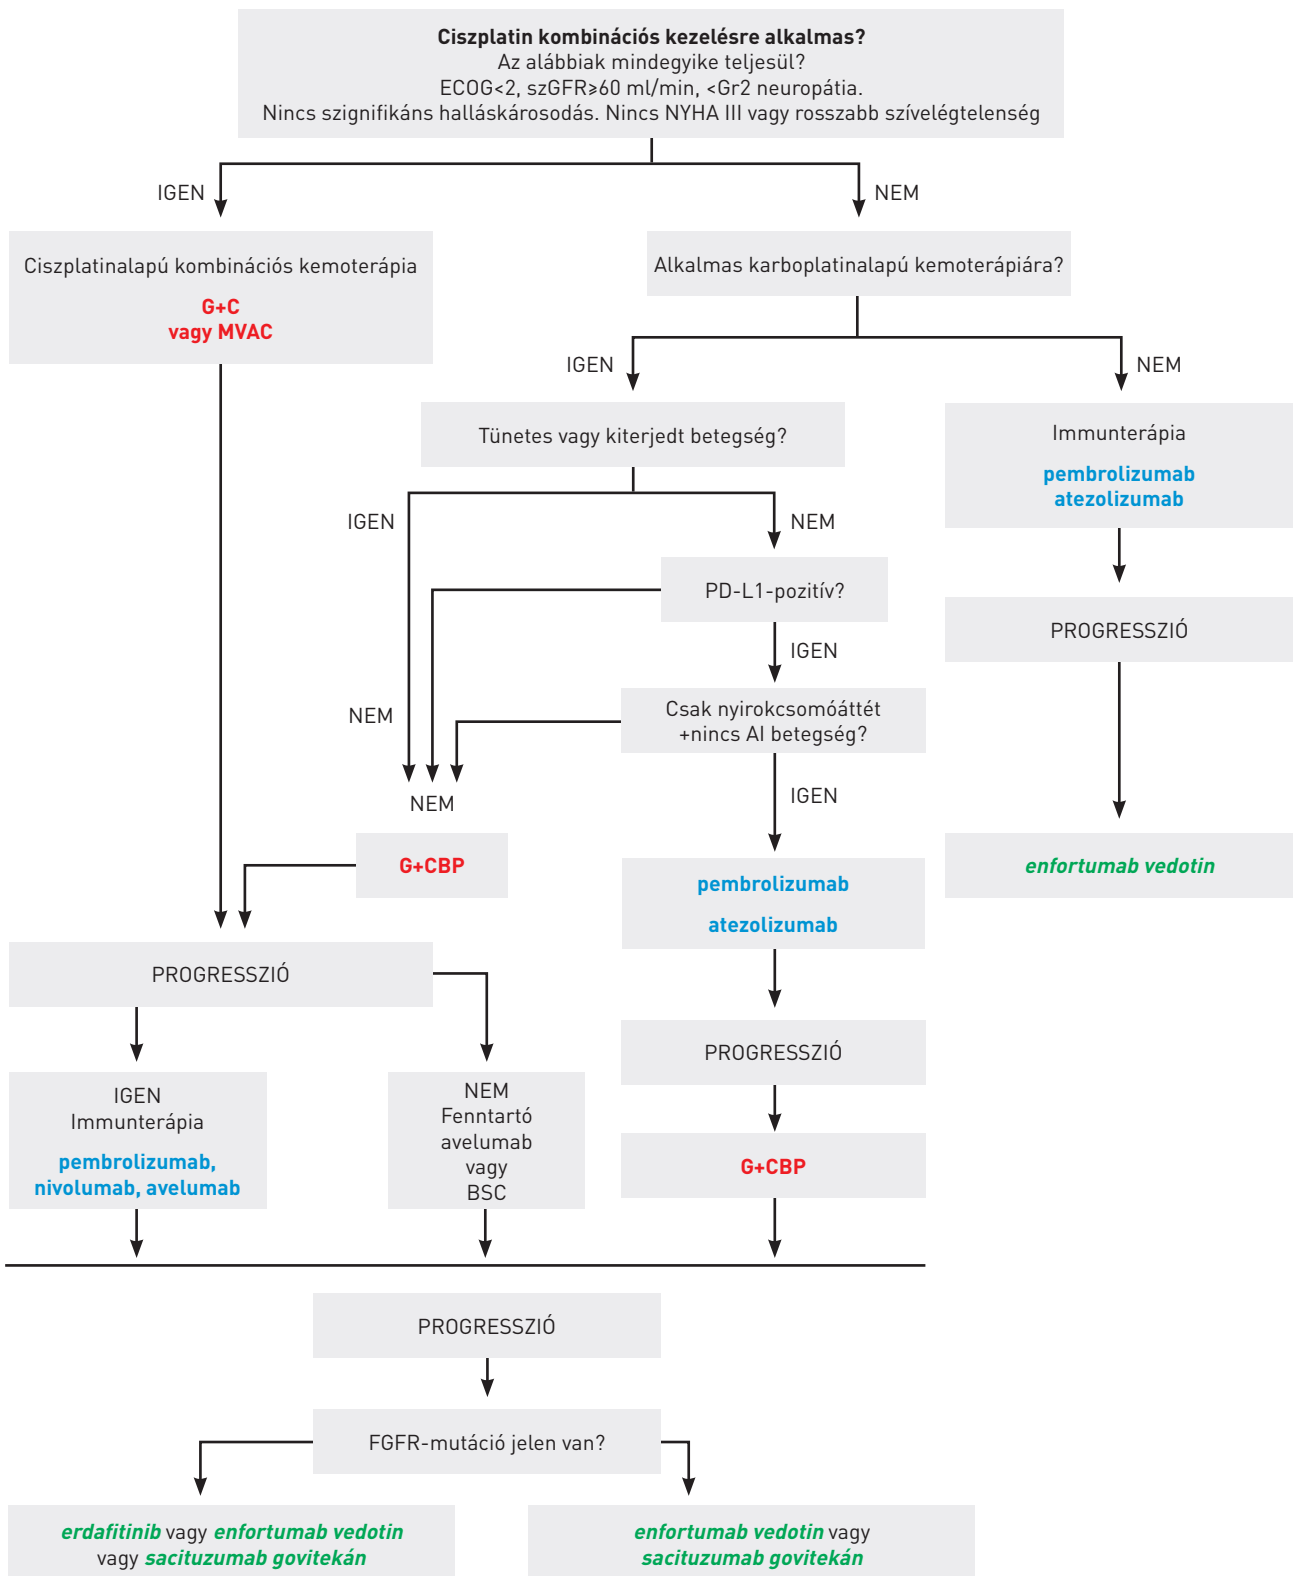 Ciszplatin kombinációs kezelésre alkalmas?
Az alábbiak mindegyike teljesül?
ECOG<2, szGFR≥60 ml/min, <Gr2 neuropátia.
Nincs szignifikáns halláskárosodás. Nincs NYHA III vagy rosszabb szívelégtelenség
IGEN
NEM
Ciszplatinalapú kombinációs kemoterápia
G+C
vagy MVAC
Alkalmas karboplatinalapú kemoterápiára?
IGEN
NEM
Tünetes vagy kiterjedt betegség?
Immunterápia
pembrolizumab
atezolizumab
IGEN
NEM
PD-L1-pozitív?
PROGRESSZIÓ
IGEN
NEM
Csak nyirokcsomóáttét
+nincs AI betegség?
NEM
IGEN
G+CBP
pembrolizumab
atezolizumab
enfortumab vedotin
PROGRESSZIÓ
PROGRESSZIÓ
IGEN
Immunterápia
pembrolizumab,
nivolumab, avelumab
NEM
Fenntartó
avelumab
vagy
BSC
G+CBP
PROGRESSZIÓ
FGFR-mutáció jelen van?
erdafitinib vagy enfortumab vedotin
vagy sacituzumab govitekán
enfortumab vedotin vagy
sacituzumab govitekán